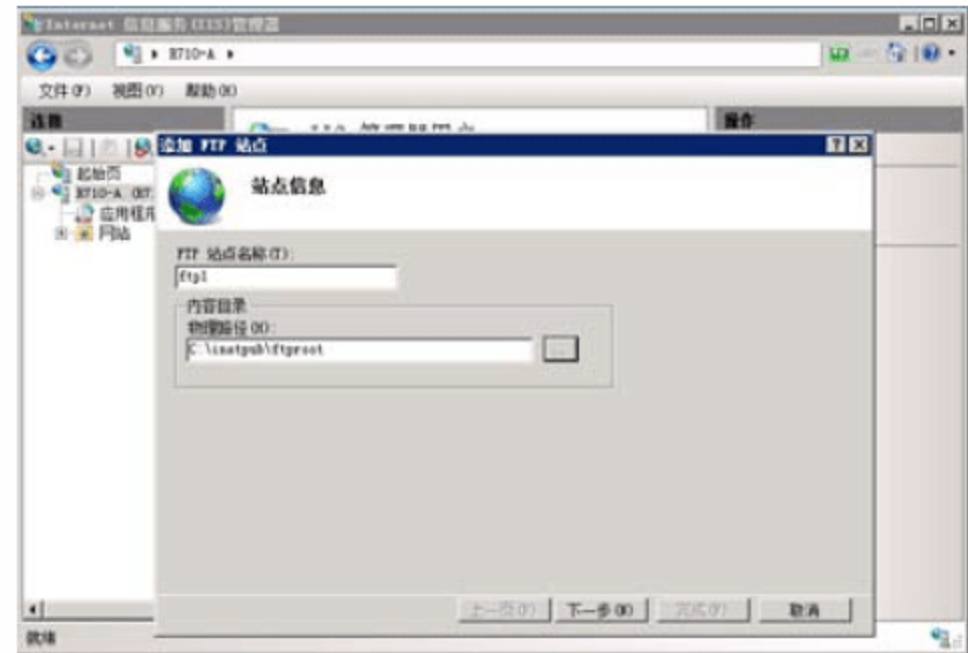 Internet 信息服务(IIS)管理器
R710-A
文件(F) 视图(V) 帮助(H)
连接
操作
起始页
R710-A (R7
应用程序
网站
添加 FTP 站点
站点信息
FTP 站点名称(T):
ftp1
内容目录
物理路径(H):
C:\inetpub\ftproot
...
上一页(P) 下一步(N) 完成(F) 取消
就绪